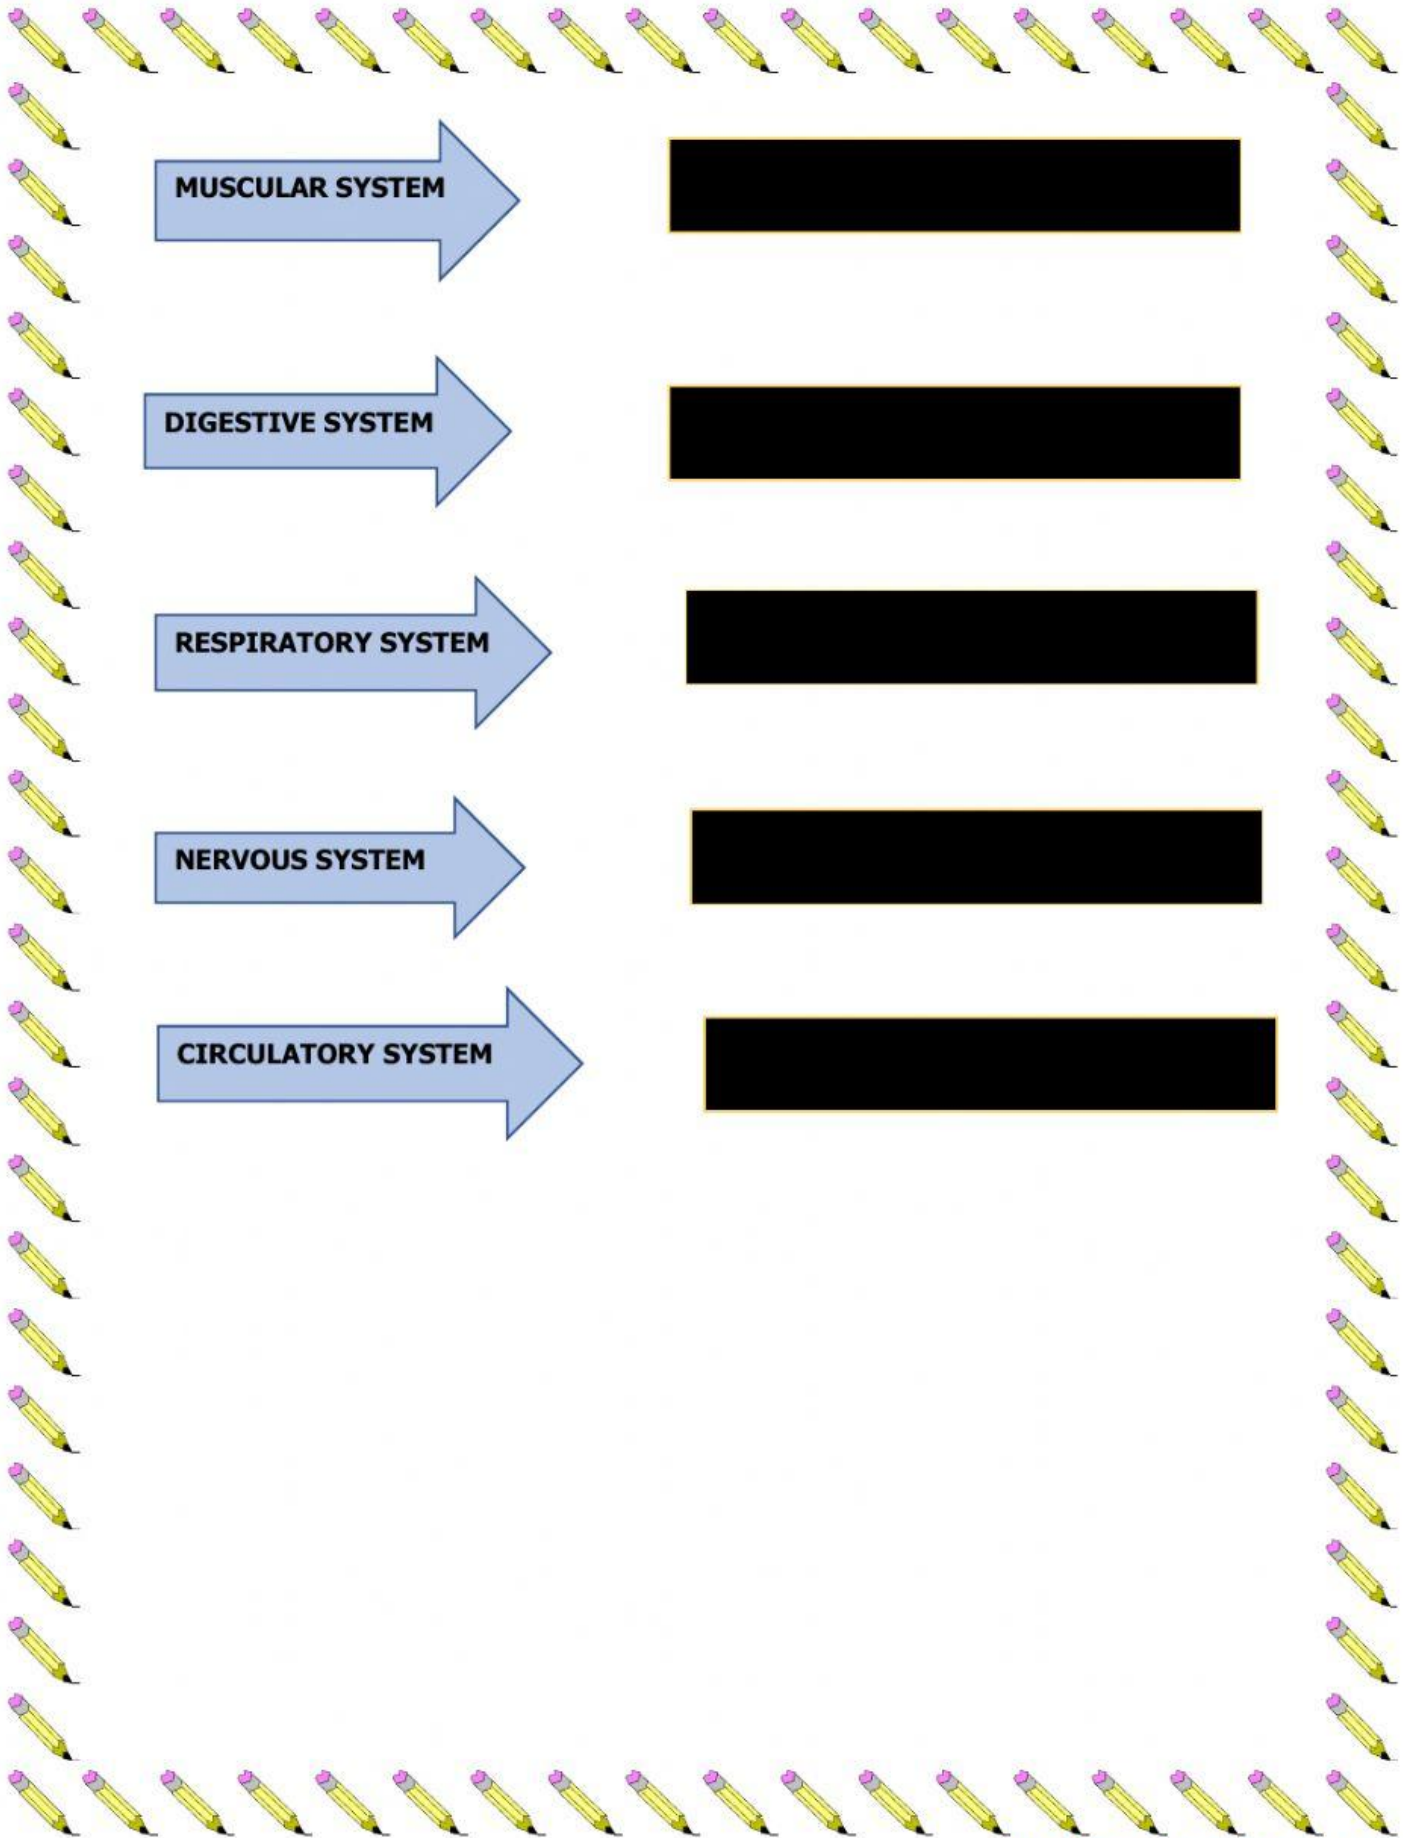 MUSCULAR SYSTEM
DIGESTIVE SYSTEM
RESPIRATORY SYSTEM
NERVOUS SYSTEM
CIRCULATORY SYSTEM